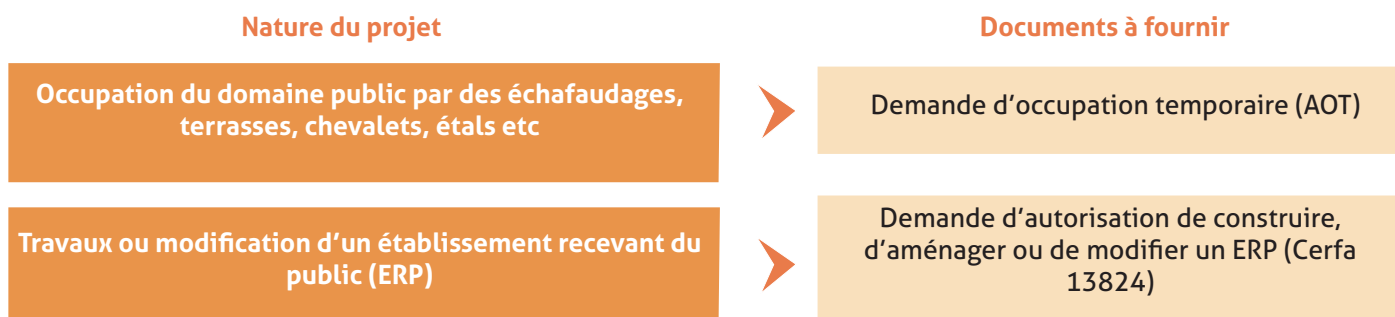 Nature du projet
Documents à fournir
Occupation du domaine public par des échafaudages,
terrasses, chevalets, étals etc
Demande d’occupation temporaire (AOT)
Travaux ou modification d’un établissement recevant du
public (ERP)
Demande d’autorisation de construire,
d’aménager ou de modifier un ERP (Cerfa
13824)